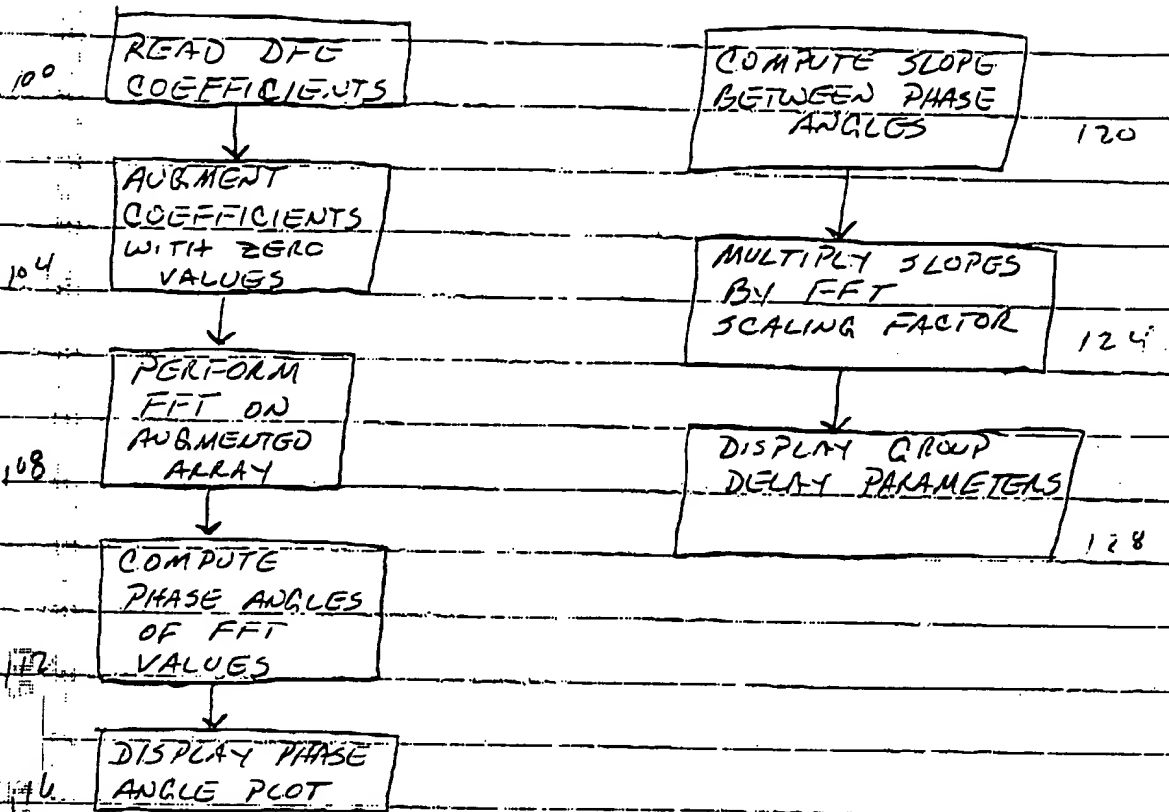 READ DFE
COEFFICIENTS
100
AUGMENT
COEFFICIENTS
WITH ZERO
VALUES
104
PERFORM
FFT ON
AUGMENTED
ARRAY
108
COMPUTE
PHASE ANGLES
OF FFT
VALUES
112
DISPLAY PHASE
ANGLE PLOT
116
COMPUTE SLOPE
BETWEEN PHASE
ANGLES
120
MULTIPLY SLOPES
BY FFT
SCALING FACTOR
124
DISPLAY GROUP
DELAY PARAMETERS
128